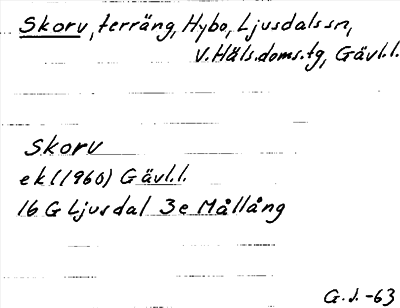 Skorv, terräng, Hybo, Ljusdals sn,
V. Häls. doms. tg, Gävl.l.
Skorv
ek (1960) Gävl.l.
16 G Ljusdal 3e Mållång
G.J.-63